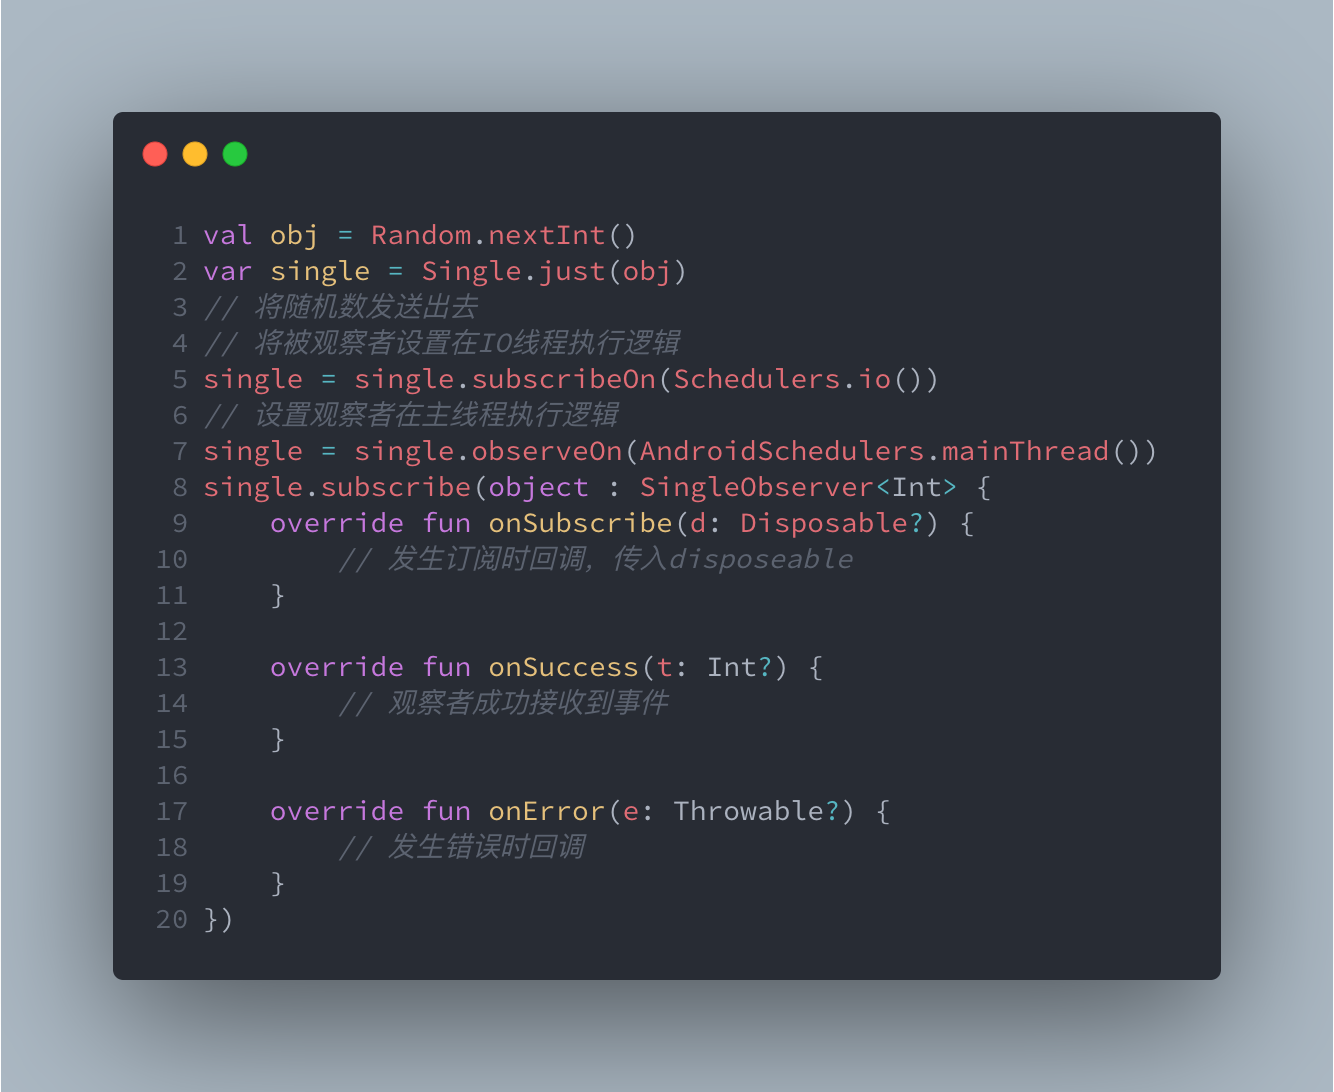 1 val obj = Random.nextInt()
2 var single = Single.just(obj)
3 // 将随机数发送出去
4 // 将被观察者设置在IO线程执行逻辑
5 single = single.subscribeOn(Schedulers.io())
6 // 设置观察者在主线程执行逻辑
7 single = single.observeOn(AndroidSchedulers.mainThread())
8 single.subscribe(object : SingleObserver<Int> {
9     override fun onSubscribe(d: Disposable?) {
10         // 发生订阅时回调，传入disposeable
11     }
12
13     override fun onSuccess(t: Int?) {
14         // 观察者成功接收到事件
15     }
16
17     override fun onError(e: Throwable?) {
18         // 发生错误时回调
19     }
20 })